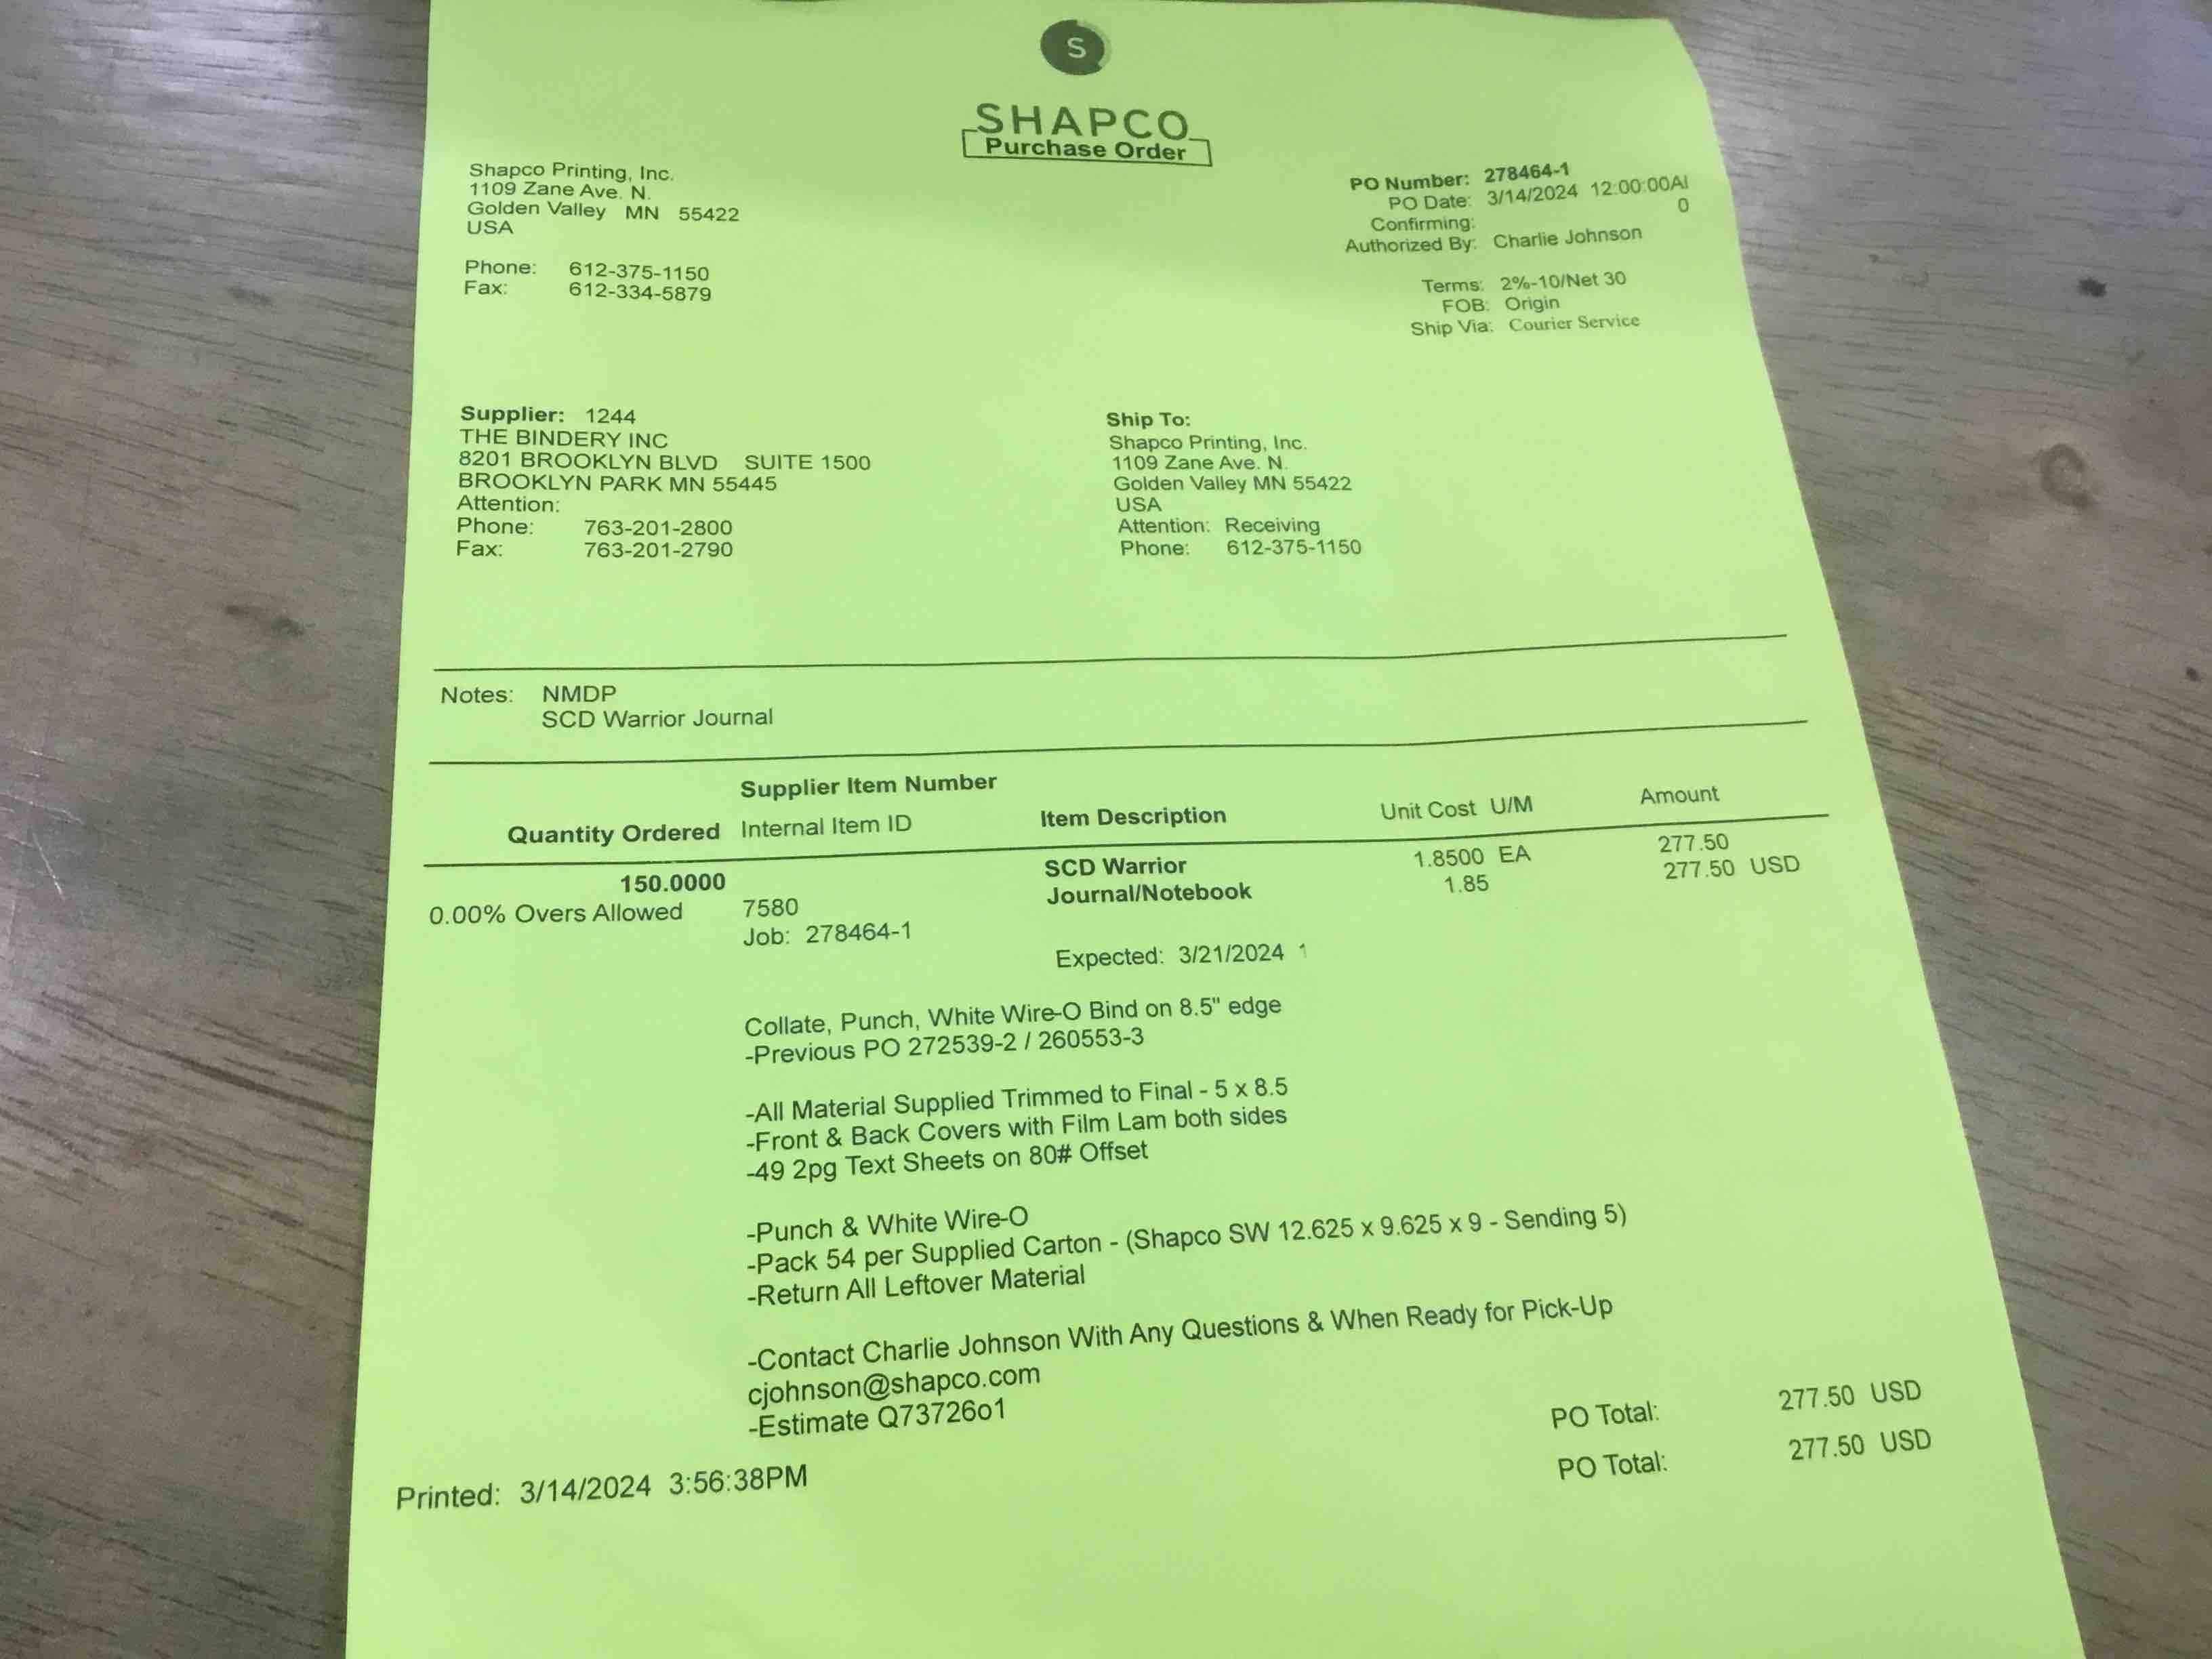 S
SHAPCO
Purchase Order
Shapco Printing, Inc.
1109 Zane Ave. N.
Golden Valley MN 55422
USA
Phone: 612-375-1150
Fax: 612-334-5879
PO Number: 278464-1
PO Date: 3/14/2024 12:00:00AM
0
Confirming:
Authorized By: Charlie Johnson
Terms: 2%-10/Net 30
FOB: Origin
Ship Via: Courier Service
Supplier: 1244
THE BINDERY INC
8201 BROOKLYN BLVD SUITE 1500
BROOKLYN PARK MN 55445
Attention:
Phone: 763-201-2800
Fax: 763-201-2790
Ship To:
Shapco Printing, Inc.
1109 Zane Ave. N.
Golden Valley MN 55422
USA
Attention: Receiving
Phone: 612-375-1150
Notes: NMDP
SCD Warrior Journal
Supplier Item Number
Quantity Ordered Internal Item ID Item Description Unit Cost U/M Amount
150.0000 SCD Warrior 1.8500 EA 277.50
Journal/Notebook 1.85 277.50 USD
0.00% Overs Allowed 7580
Job: 278464-1
Expected: 3/21/2024 1
Collate, Punch, White Wire-O Bind on 8.5" edge
-Previous PO 272539-2 / 260553-3
-All Material Supplied Trimmed to Final - 5 x 8.5
-Front & Back Covers with Film Lam both sides
-49 2pg Text Sheets on 80# Offset
-Punch & White Wire-O
-Pack 54 per Supplied Carton - (Shapco SW 12.625 x 9.625 x 9 - Sending 5)
-Return All Leftover Material
-Contact Charlie Johnson With Any Questions & When Ready for Pick-Up
cjohnson@shapco.com
-Estimate Q73726o1
PO Total: 277.50 USD
PO Total: 277.50 USD
Printed: 3/14/2024 3:56:38PM